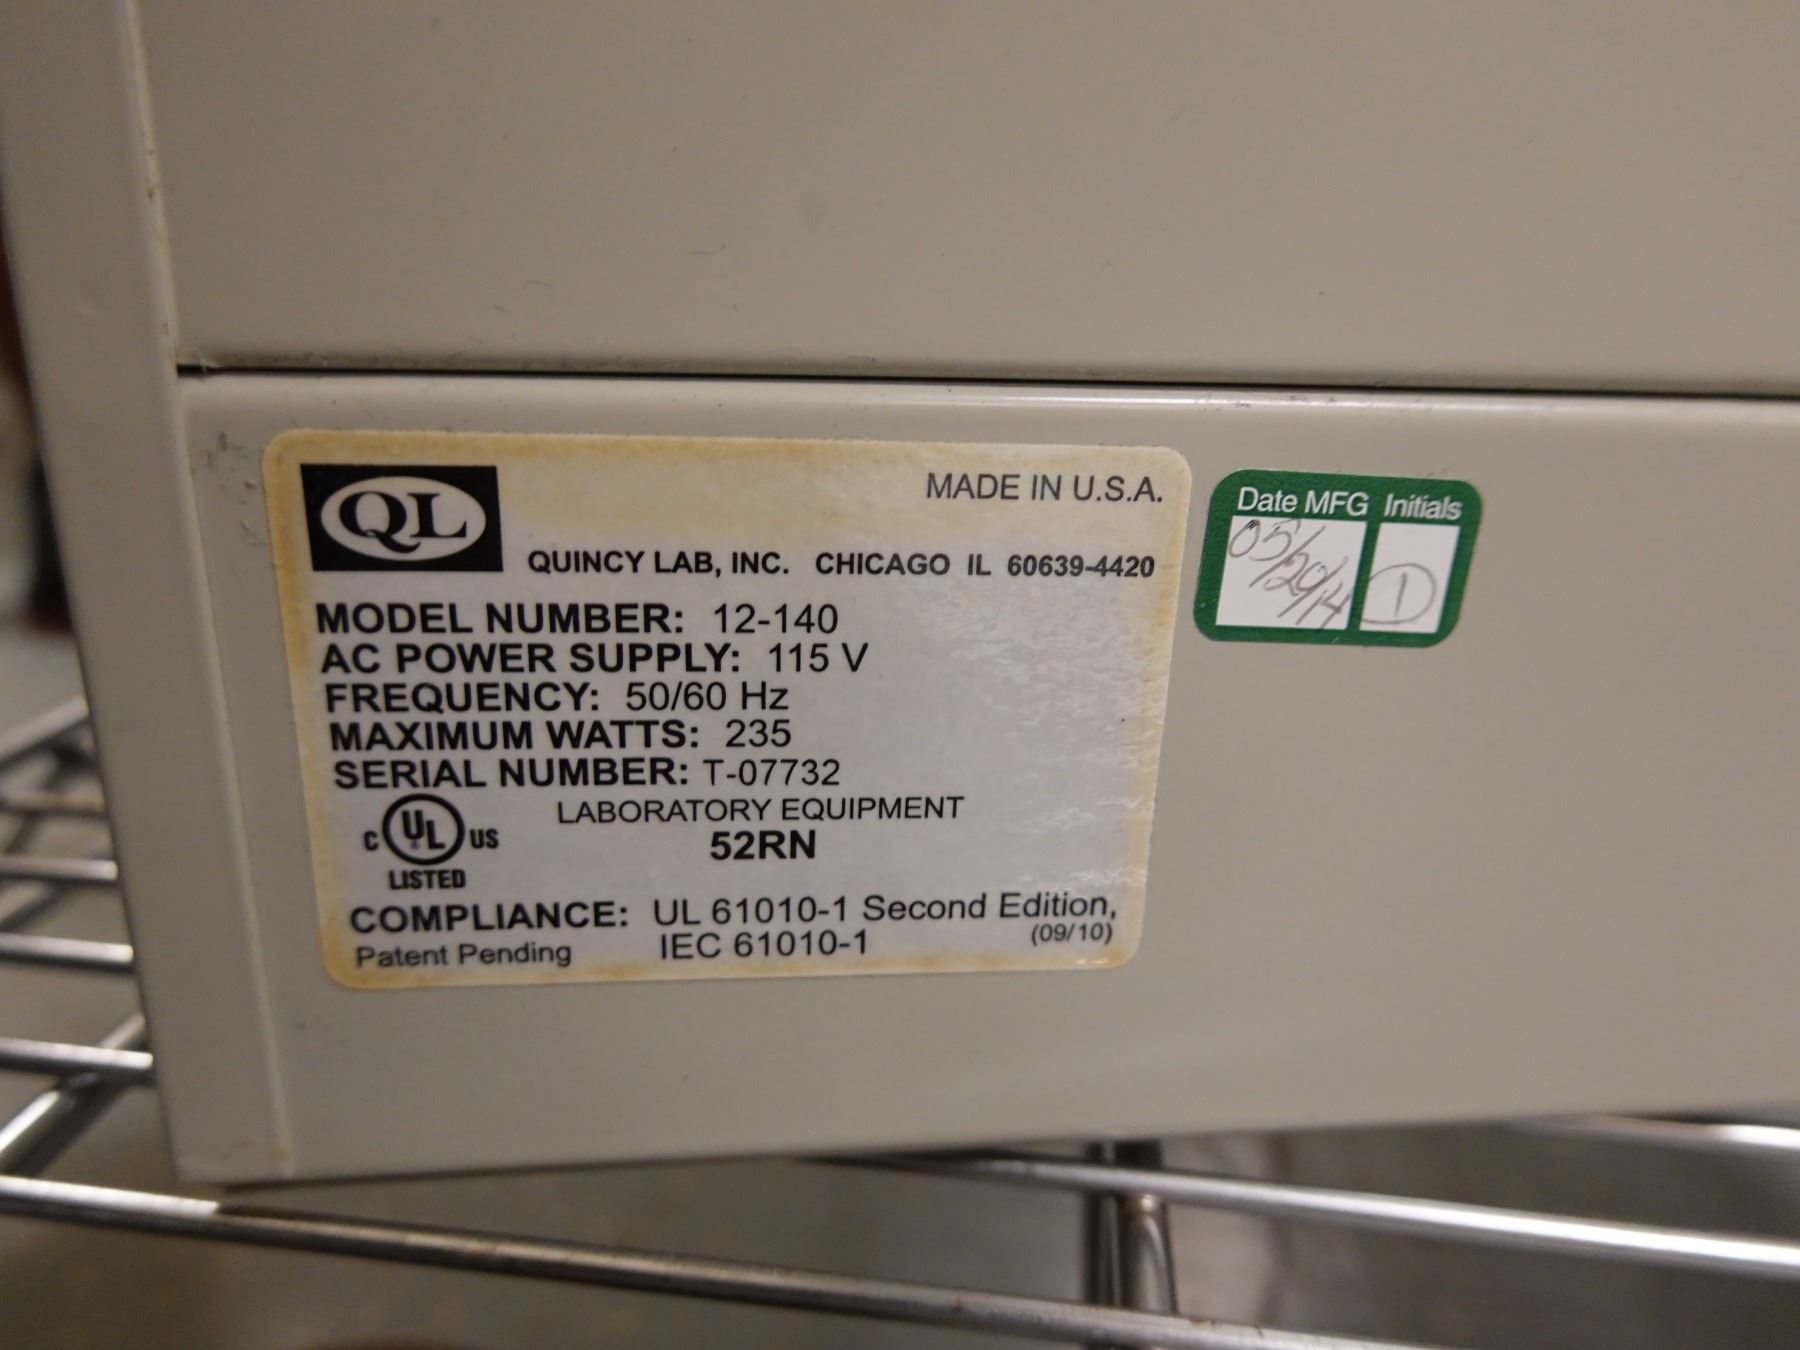 QL
MADE IN U.S.A.
QUINCY LAB, INC. CHICAGO IL 60639-4420
MODEL NUMBER: 12-140
AC POWER SUPPLY: 115 V
FREQUENCY: 50/60 Hz
MAXIMUM WATTS: 235
SERIAL NUMBER: T-07732
C UL ® US
LISTED
LABORATORY EQUIPMENT
52RN
COMPLIANCE: UL 61010-1 Second Edition,
Patent Pending IEC 61010-1 (09/10)
Date MFG Initials
05/20/14 1